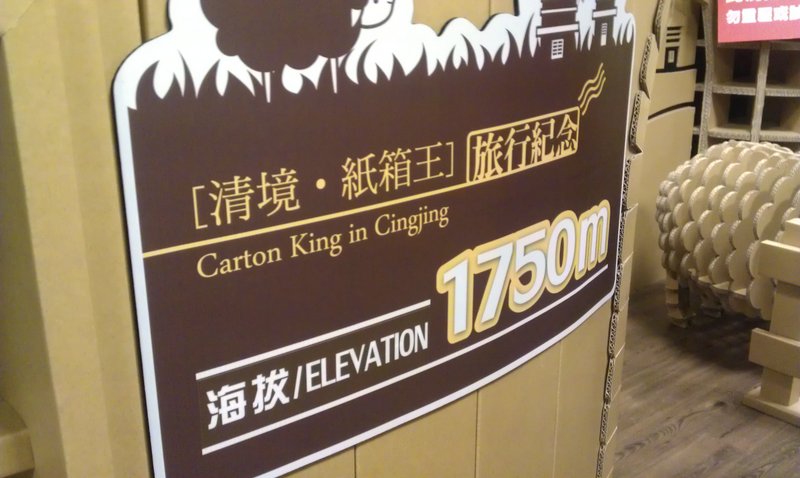 [清境・紙箱王]旅行紀念
Carton King in Cingjing
1750m
海拔/ELEVATION